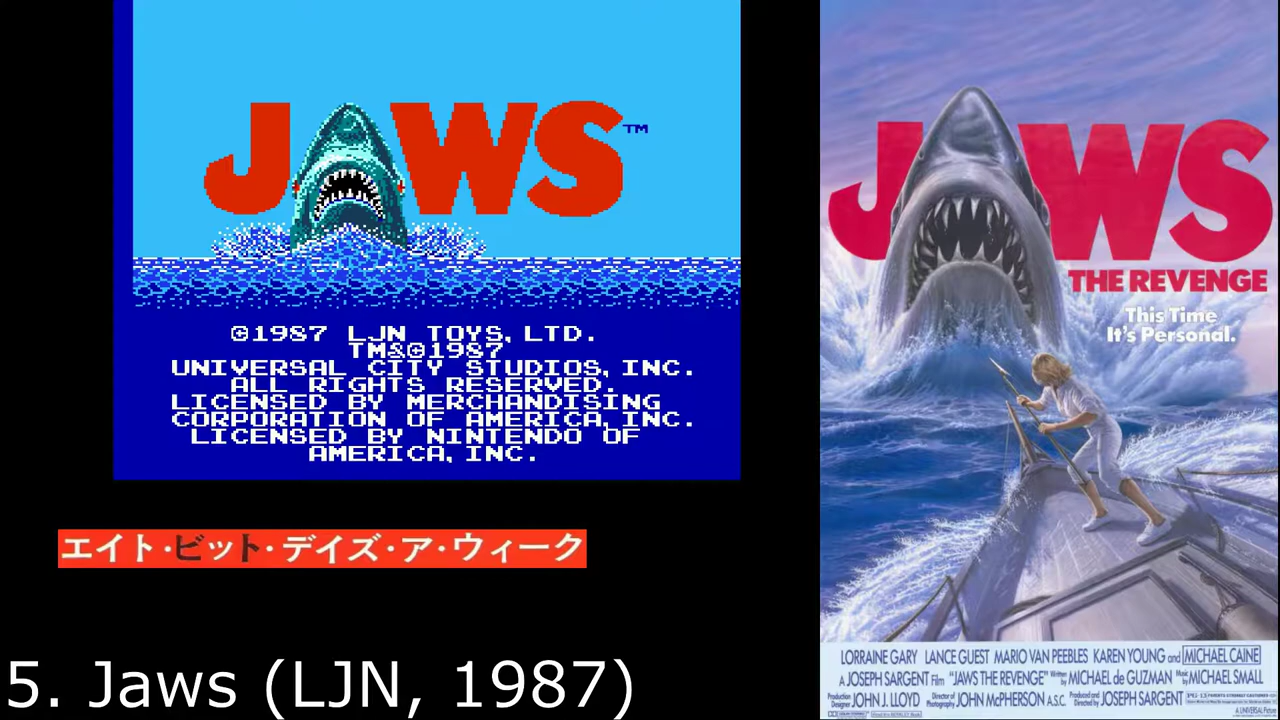 JAWS™
©1987 LJN TOYS, LTD.
TM&©1987
UNIVERSAL CITY STUDIOS, INC.
ALL RIGHTS RESERVED.
LICENSED BY MERCHANDISING
CORPORATION OF AMERICA, INC.
LICENSED BY NINTENDO OF
AMERICA, INC.
エイト・ビット・デイズ・ア・ウィーク
5. Jaws (LJN, 1987)
JAWS
THE REVENGE
This Time
It's Personal.
LORRAINE GARY LANCE GUEST MARIO VAN PEEBLES KAREN YOUNG and MICHAEL CAINE
A JOSEPH SARGENT Film "JAWS THE REVENGE" Written by MICHAEL de GUZMAN Music by MICHAEL SMALL
Production Designer JOHN J. LLOYD Director of Photography JOHN McPHERSON A.S.C. Produced and Directed by JOSEPH SARGENT
A UNIVERSAL Picture